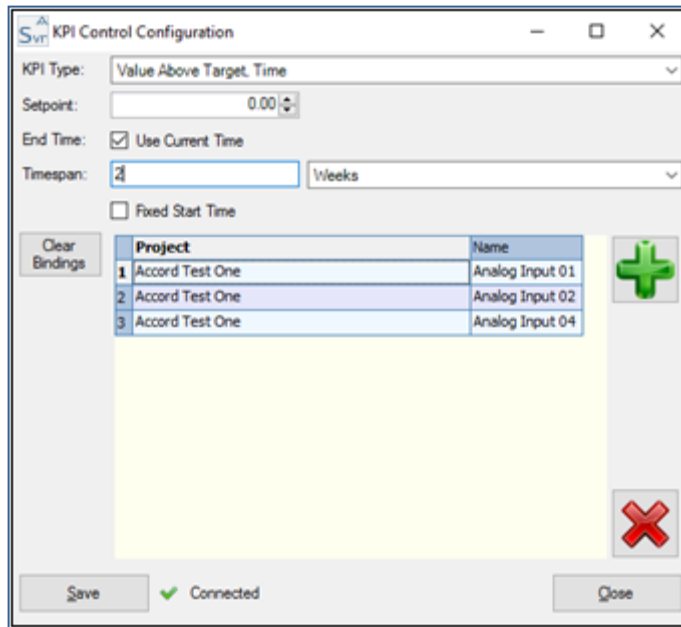 Svr A KPI Control Configuration
KPI Type: Value Above Target, Time
Setpoint: 0.00
End Time: Use Current Time
Timespan: 2 Weeks
Fixed Start Time
Clear
Bindings
Project Name
1 Accord Test One Analog Input 01
2 Accord Test One Analog Input 02
3 Accord Test One Analog Input 04
Save Connected Close